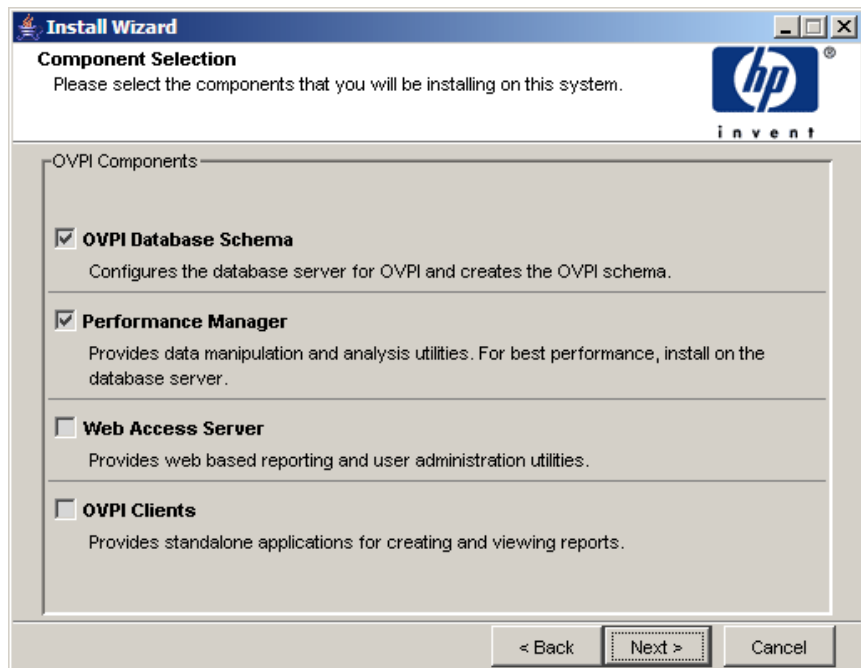 Install Wizard
Component Selection
Please select the components that you will be installing on this system.
hp
®
invent
OVPI Components
OVPI Database Schema
Configures the database server for OVPI and creates the OVPI schema.
Performance Manager
Provides data manipulation and analysis utilities. For best performance, install on the
database server.
Web Access Server
Provides web based reporting and user administration utilities.
OVPI Clients
Provides standalone applications for creating and viewing reports.
< Back
Next >
Cancel